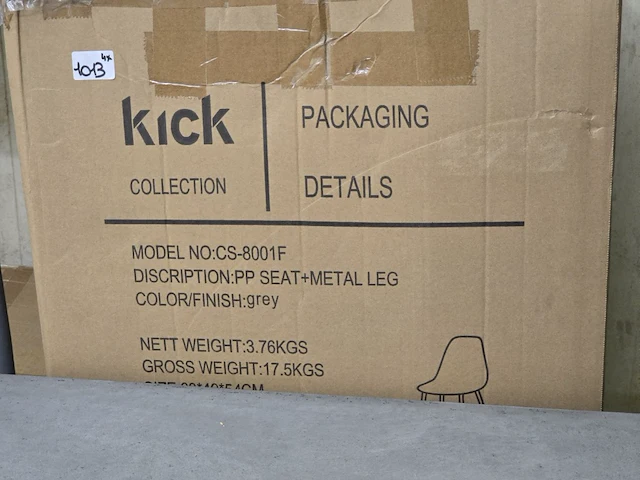 4x
1013
kick
COLLECTION
PACKAGING
DETAILS
MODEL NO:CS-8001F
DISCRIPTION:PP SEAT+METAL LEG
COLOR/FINISH:grey
NETT WEIGHT:3.76KGS
GROSS WEIGHT:17.5KGS